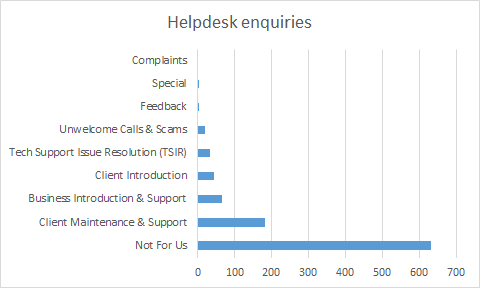 Helpdesk enquiries
Complaints
Special
Feedback
Unwelcome Calls & Scams
Tech Support Issue Resolution (TSIR)
Client Introduction
Business Introduction & Support
Client Maintenance & Support
Not For Us
0 100 200 300 400 500 600 700